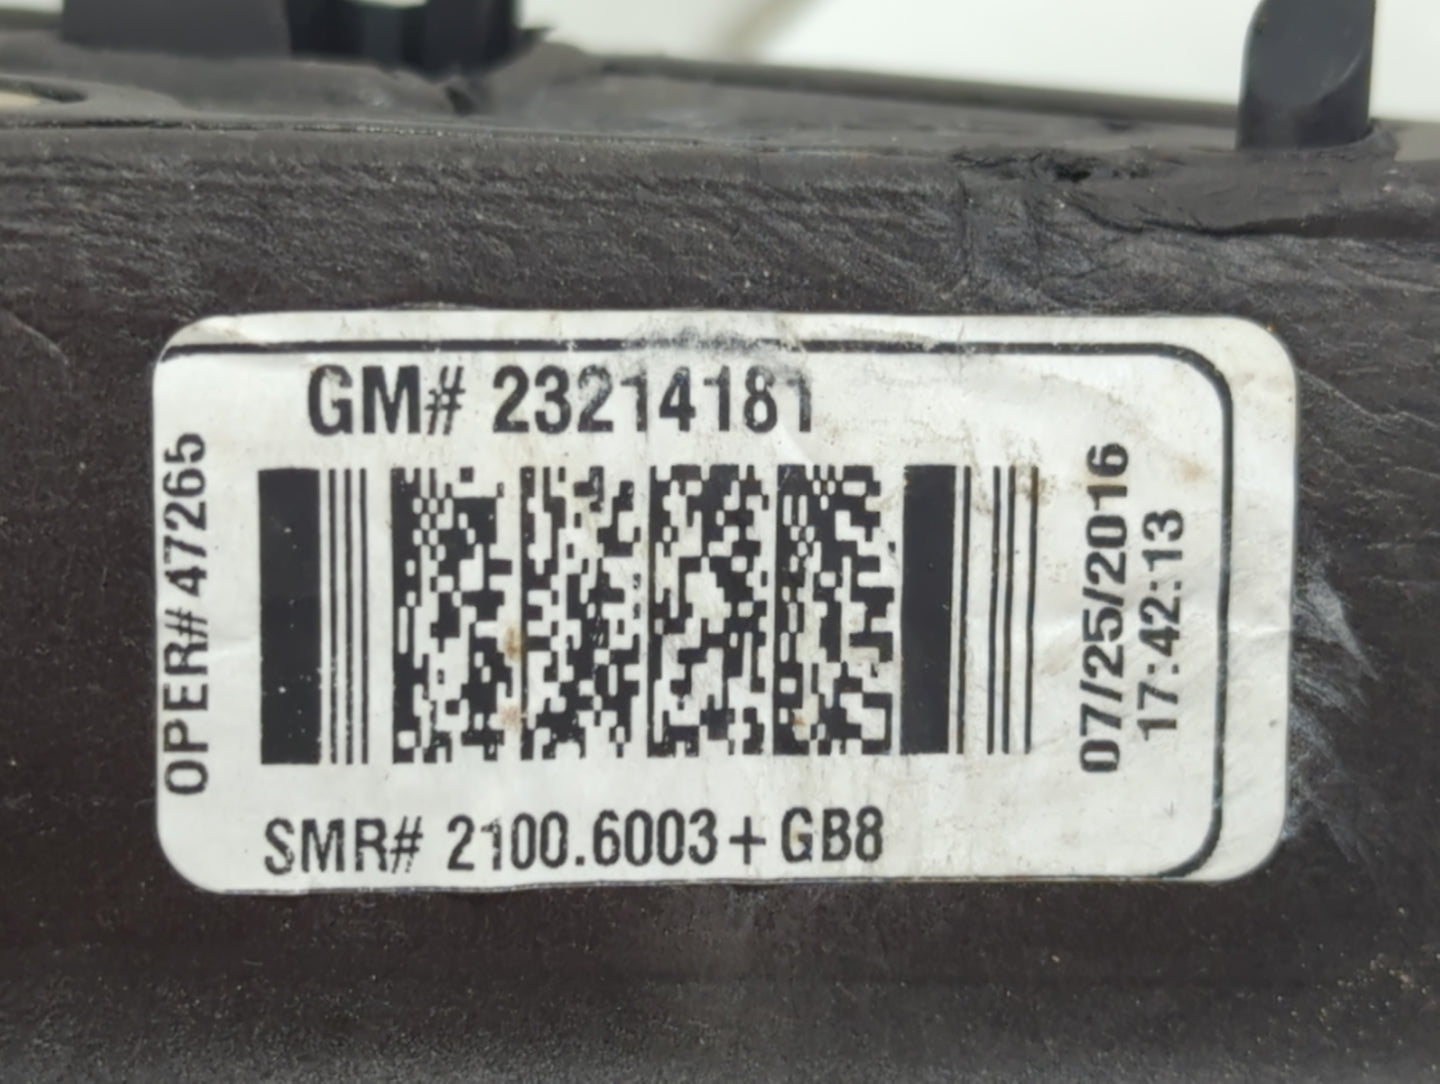 GM# 23214181
OPER# 47265
07/25/2016
17:42:13
SMR# 2100.6003+GB8